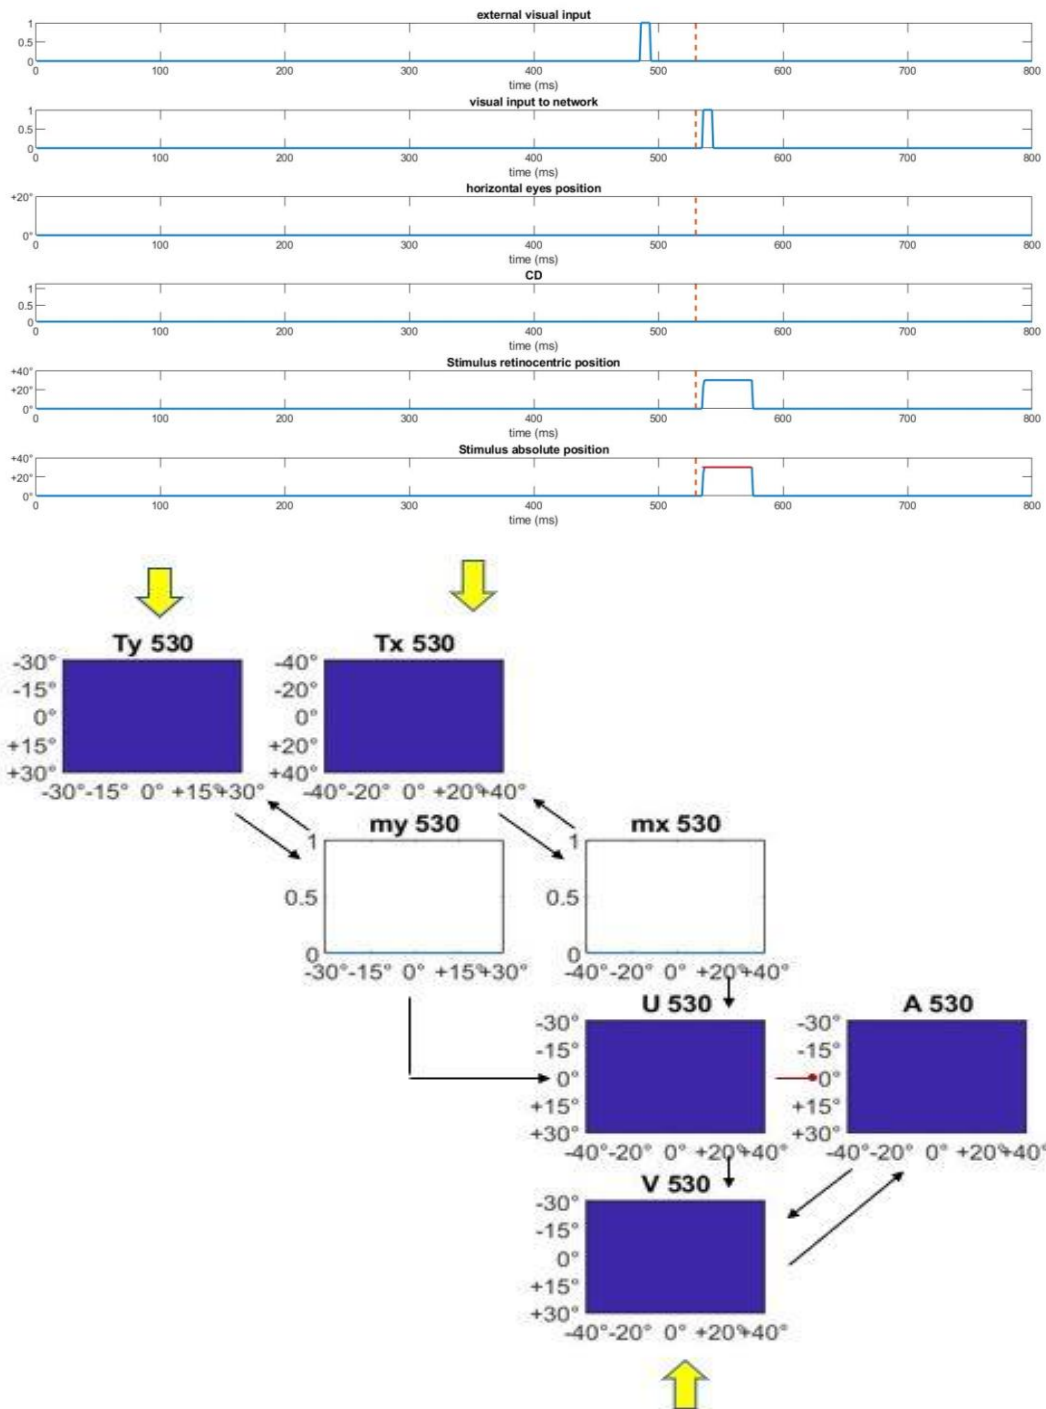 external visual input
1
0.5
0
0 100 200 300 400 500 600 700 800
time (ms)
visual input to network
1
0.5
0
0 100 200 300 400 500 600 700 800
time (ms)
horizontal eyes position
+20°
0°
0 100 200 300 400 500 600 700 800
time (ms)
CD
1
0.5
0
0 100 200 300 400 500 600 700 800
time (ms)
Stimulus retinocentric position
+40°
+20°
0°
0 100 200 300 400 500 600 700 800
time (ms)
Stimulus absolute position
+40°
+20°
0°
0 100 200 300 400 500 600 700 800
time (ms)
Ty 530
-30°
-15°
0°
+15°
+30°
-30° -15° 0° +15° +30°
Tx 530
-40°
-20°
0°
+20°
+40°
-40° -20° 0° +20° +40°
my 530
1
0.5
0
-30° -15° 0° +15° +30°
mx 530
1
0.5
0
-40° -20° 0° +20° +40°
U 530
-30°
-15°
0°
+15°
+30°
-40° -20° 0° +20° +40°
A 530
-30°
-15°
0°
+15°
+30°
-40° -20° 0° +20° +40°
V 530
-30°
-15°
0°
+15°
+30°
-40° -20° 0° +20° +40°